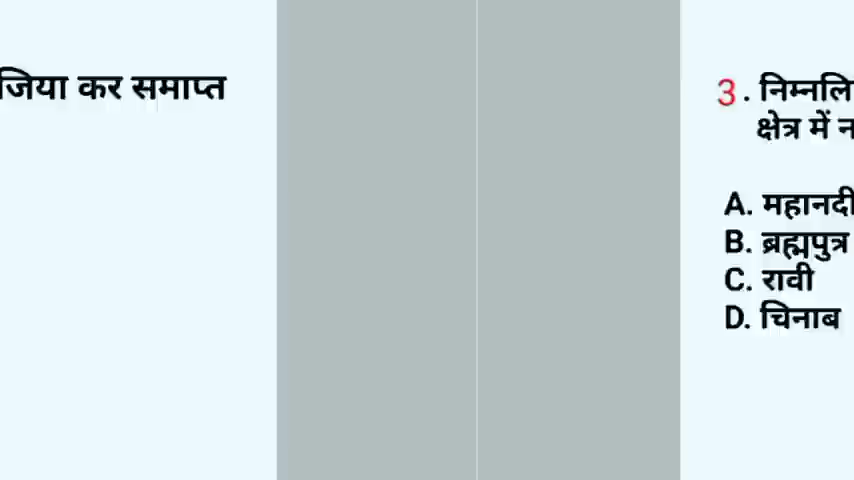 जिया कर समाप्त
3. निम्नलि
क्षेत्र में न
A. महानदी
B. ब्रह्मपुत्र
C. रावी
D. चिनाब